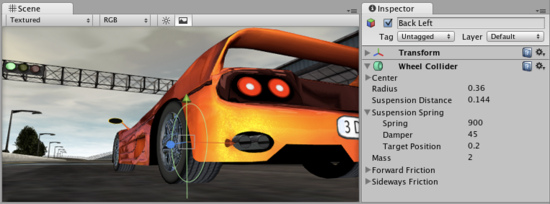 Scene
Textured
RGB
3 D
Inspector
Back Left
Tag Untagged Layer Default
Transform
Wheel Collider
Center
Radius 0.36
Suspension Distance 0.144
Suspension Spring
Spring 900
Damper 45
Target Position 0.2
Mass 2
Forward Friction
Sideways Friction